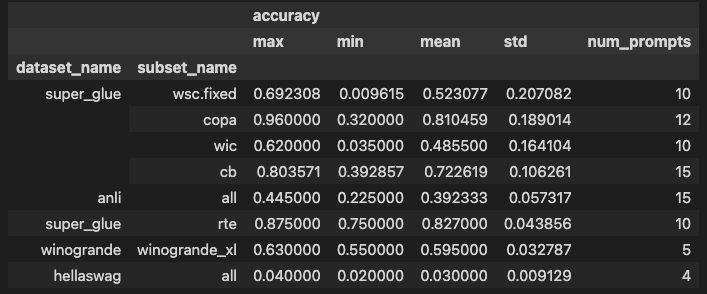 accuracy
max min mean std num_prompts
dataset_name subset_name
super_glue wsc.fixed 0.692308 0.009615 0.523077 0.207082 10
copa 0.960000 0.320000 0.810459 0.189014 12
wic 0.620000 0.035000 0.485500 0.164104 10
cb 0.803571 0.392857 0.722619 0.106261 15
anli all 0.445000 0.225000 0.392333 0.057317 15
super_glue rte 0.875000 0.750000 0.827000 0.043856 10
winogrande winogrande_xl 0.630000 0.550000 0.595000 0.032787 5
hellaswag all 0.040000 0.020000 0.030000 0.009129 4